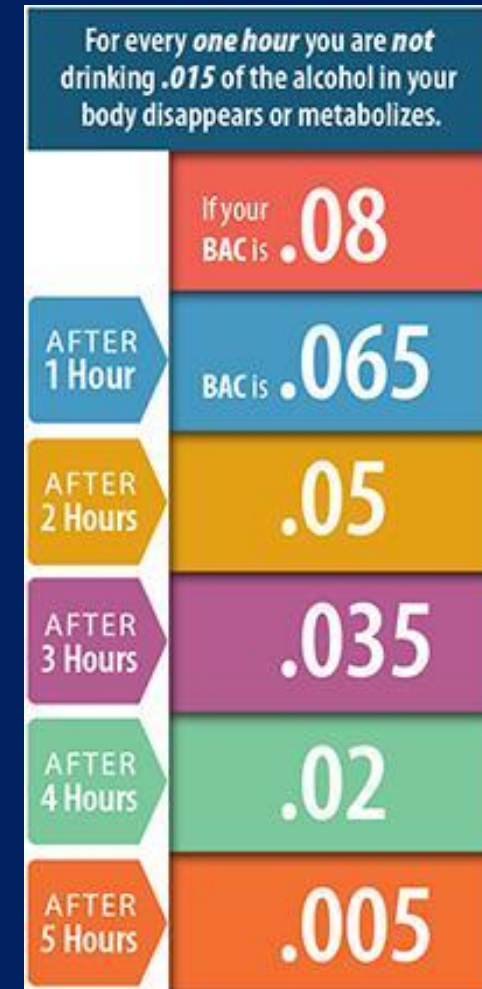 For every one hour you are not
drinking .015 of the alcohol in your
body disappears or metabolizes.
If your
BAC is .08
AFTER
1 Hour
BAC is .065
AFTER
2 Hours
.05
AFTER
3 Hours
.035
AFTER
4 Hours
.02
AFTER
5 Hours
.005